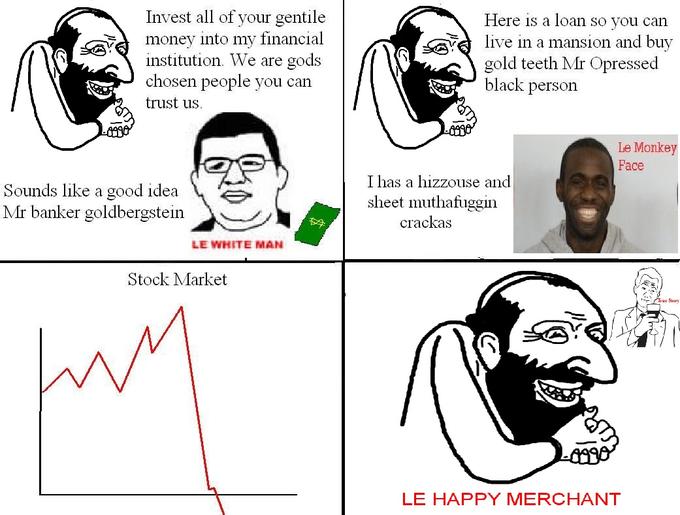 Invest all of your gentile
money into my financial
institution. We are gods
chosen people you can
trust us.
Sounds like a good idea
Mr banker goldbergstein
LE WHITE MAN
Here is a loan so you can
live in a mansion and buy
gold teeth Mr Opressed
black person
Le Monkey
Face
I has a hizzouse and
sheet muthafuggin
crackas
Stock Market
True Story
LE HAPPY MERCHANT